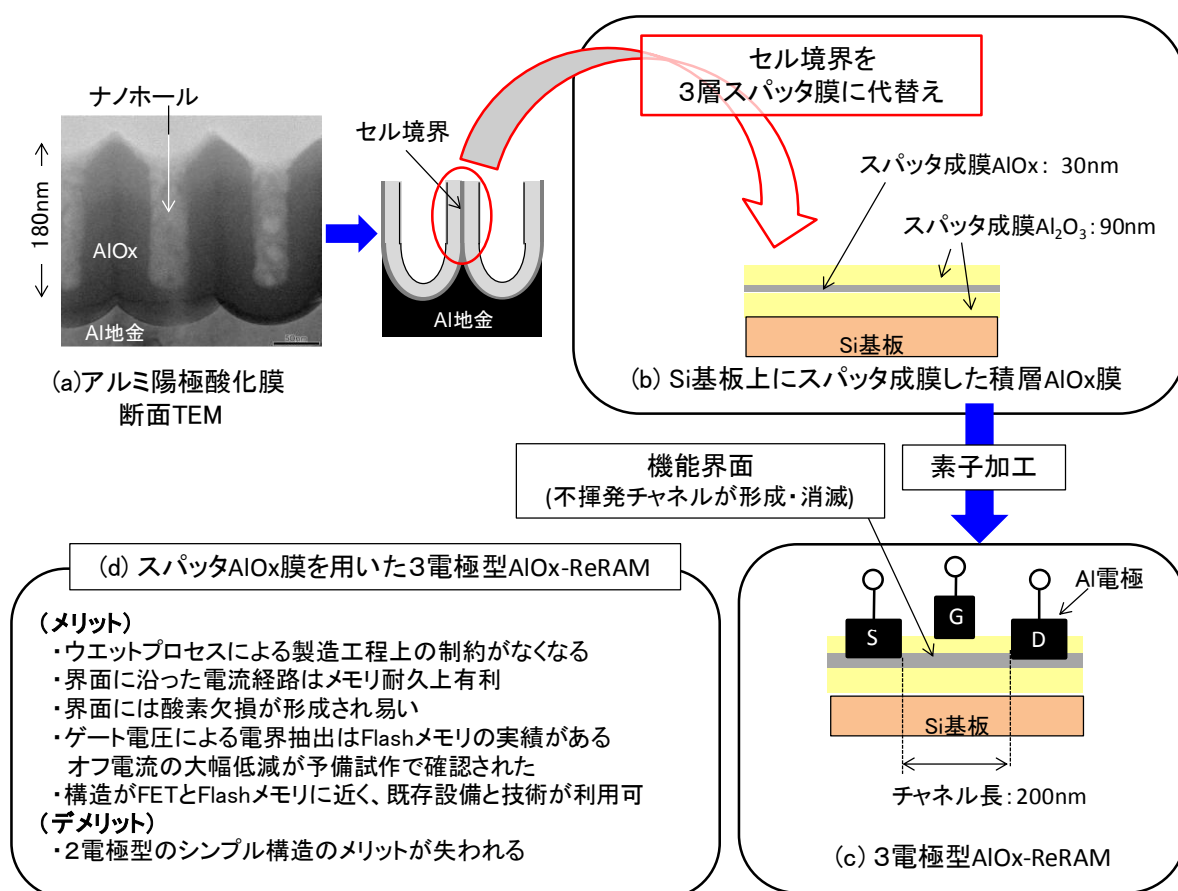 ナノホール
180nm
AlOx
Al地金
50nm
(a)アルミ陽極酸化膜
断面TEM
セル境界
Al地金
セル境界を
3層スパッタ膜に代替え
スパッタ成膜AlOx: 30nm
スパッタ成膜Al₂O₃:90nm
Si基板
(b) Si基板上にスパッタ成膜した積層AlOx膜
機能界面
(不揮発チャネルが形成・消滅)
素子加工
(d) スパッタAlOx膜を用いた3電極型AlOx-ReRAM
(メリット)
・ウエットプロセスによる製造工程上の制約がなくなる
・界面に沿った電流経路はメモリ耐久上有利
・界面には酸素欠損が形成され易い
・ゲート電圧による電界抽出はFlashメモリの実績がある
オフ電流の大幅低減が予備試作で確認された
・構造がFETとFlashメモリに近く、既存設備と技術が利用可
(デメリット)
・2電極型のシンプル構造のメリットが失われる
Al電極
S
G
D
Si基板
チャネル長:200nm
(c) 3電極型AlOx-ReRAM